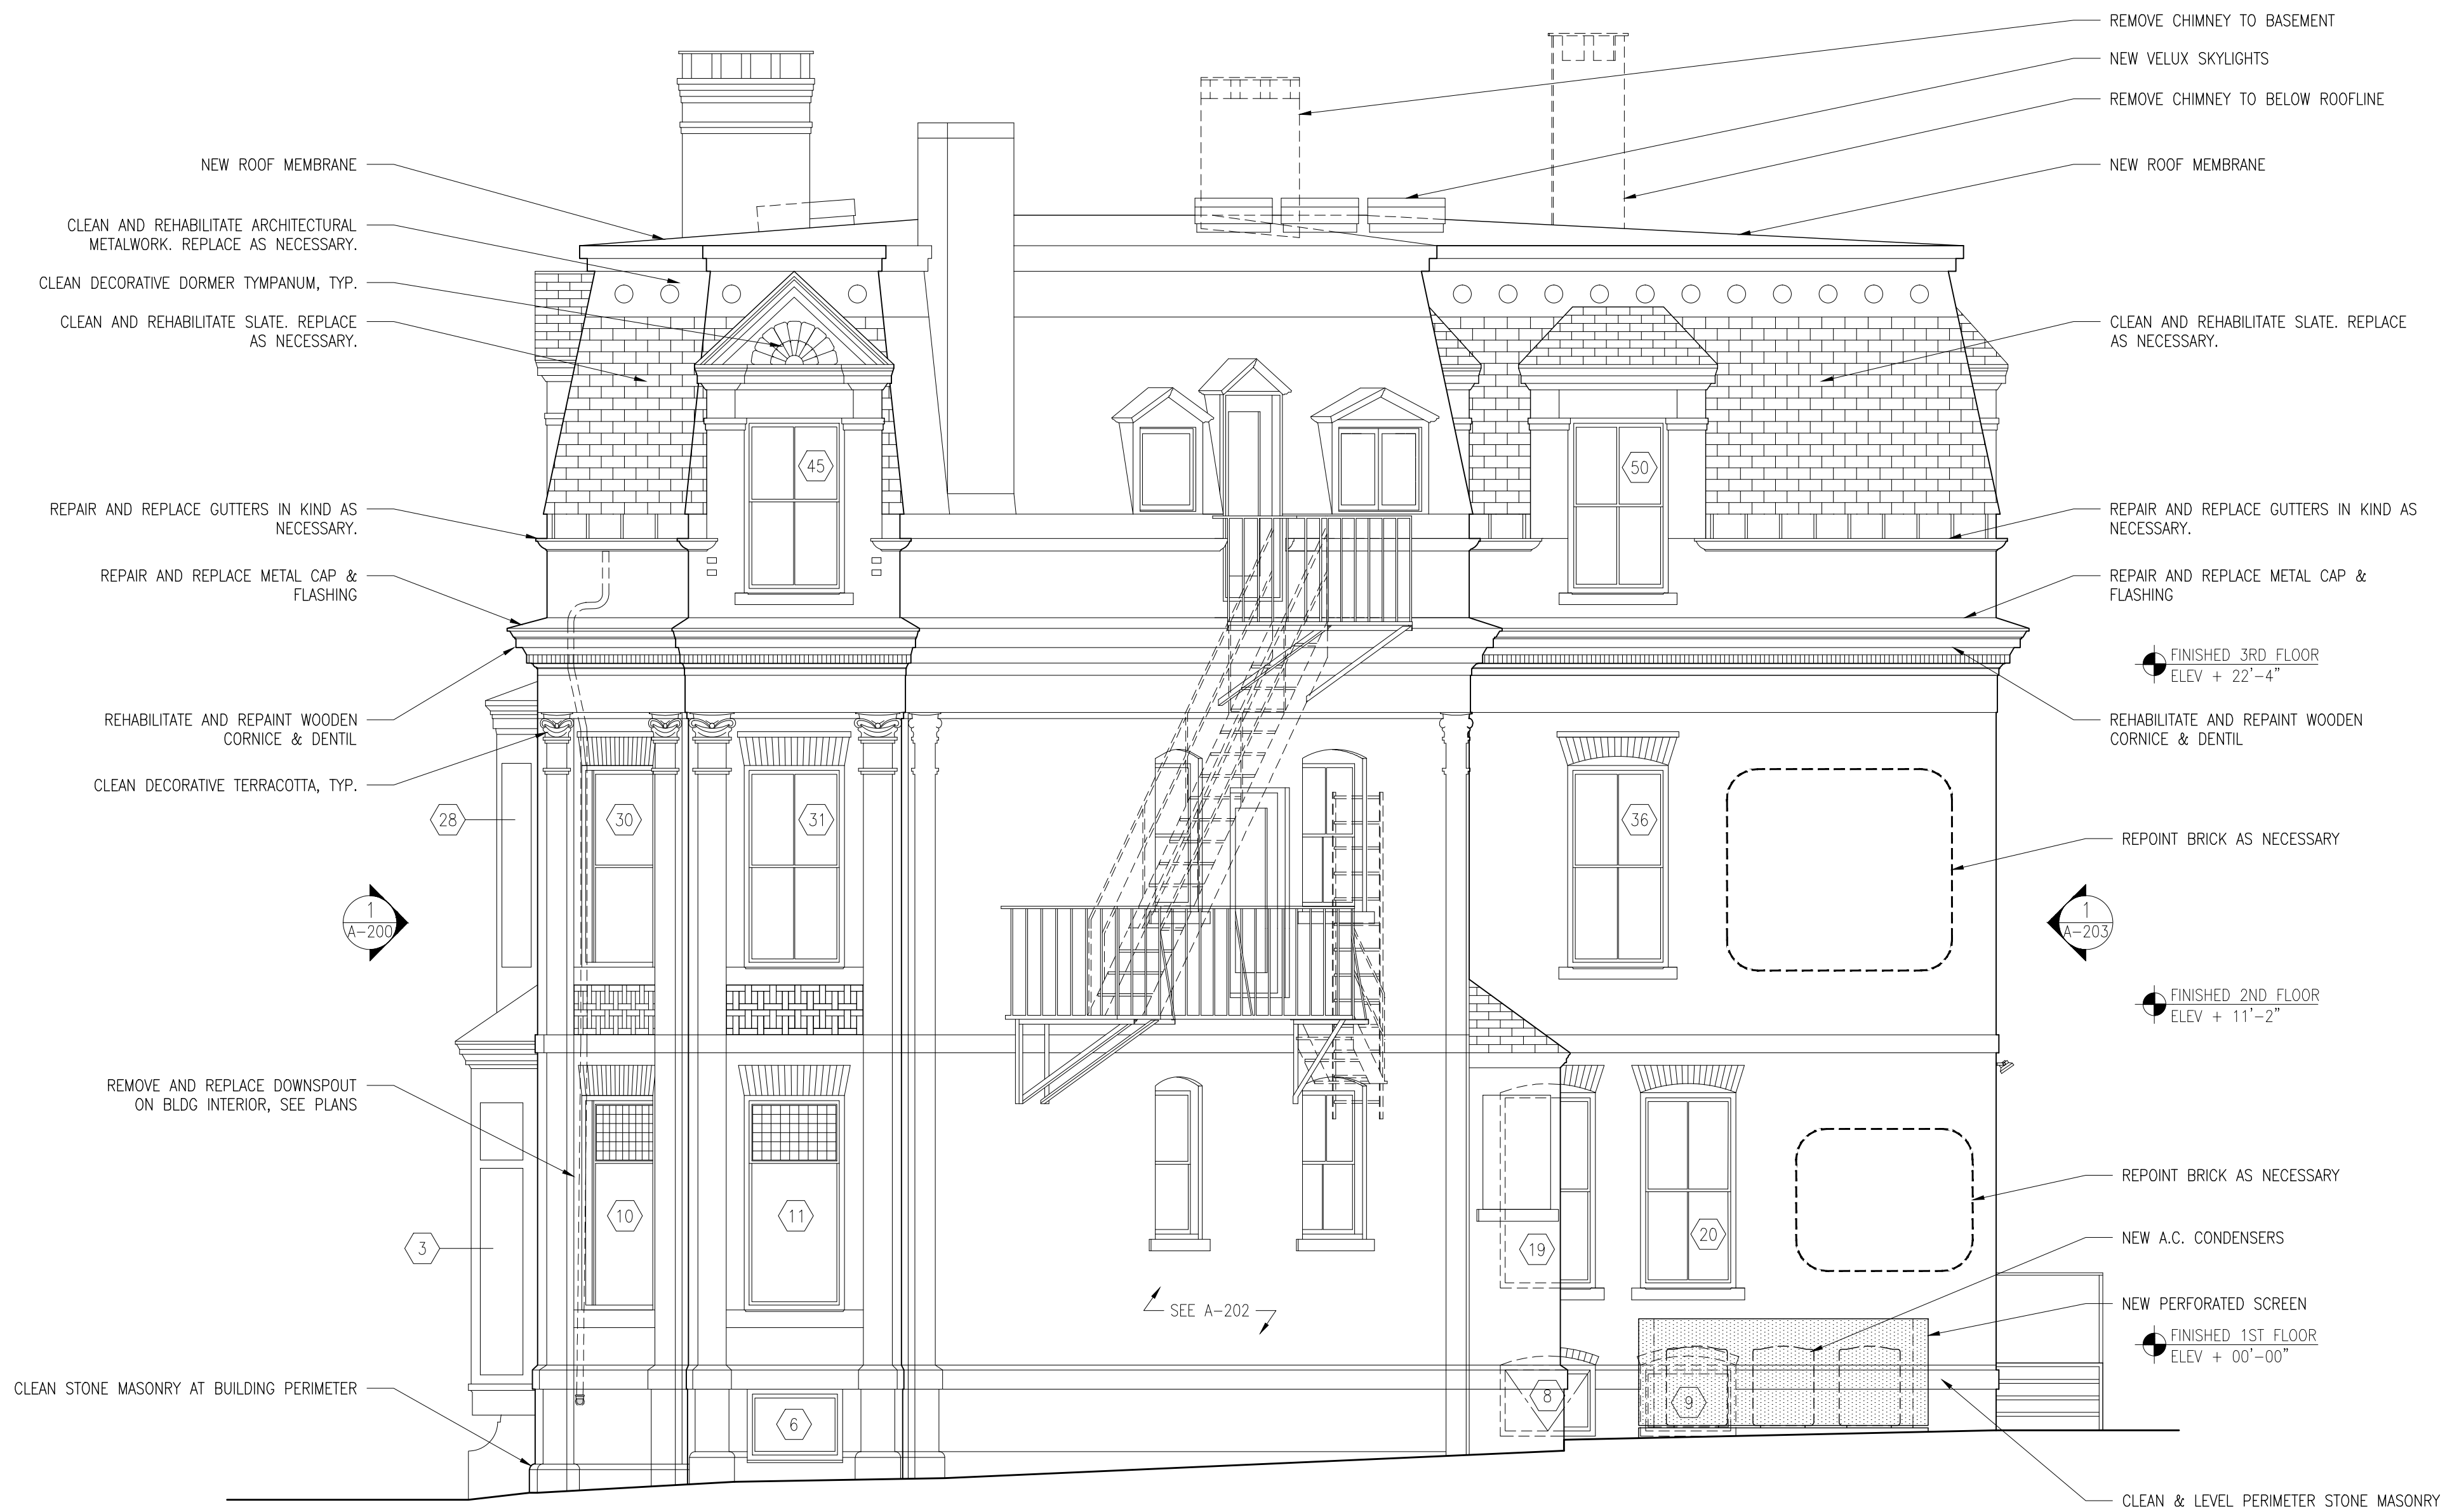 REMOVE CHIMNEY TO BASEMENT
NEW VELUX SKYLIGHTS
REMOVE CHIMNEY TO BELOW ROOFLINE
NEW ROOF MEMBRANE
NEW ROOF MEMBRANE
CLEAN AND REHABILITATE ARCHITECTURAL
METALWORK. REPLACE AS NECESSARY.
CLEAN DECORATIVE DORMER TYMPANUM, TYP.
CLEAN AND REHABILITATE SLATE. REPLACE
AS NECESSARY.
CLEAN AND REHABILITATE SLATE. REPLACE
AS NECESSARY.
45
50
REPAIR AND REPLACE GUTTERS IN KIND AS
NECESSARY.
REPAIR AND REPLACE GUTTERS IN KIND AS
NECESSARY.
REPAIR AND REPLACE METAL CAP &
FLASHING
REPAIR AND REPLACE METAL CAP &
FLASHING
FINISHED 3RD FLOOR
ELEV + 22'-4"
REHABILITATE AND REPAINT WOODEN
CORNICE & DENTIL
REHABILITATE AND REPAINT WOODEN
CORNICE & DENTIL
CLEAN DECORATIVE TERRACOTTA, TYP.
28
30
31
36
REPOINT BRICK AS NECESSARY
1
A-200
1
A-203
FINISHED 2ND FLOOR
ELEV + 11'-2"
REMOVE AND REPLACE DOWNSPOUT
ON BLDG INTERIOR, SEE PLANS
REPOINT BRICK AS NECESSARY
3
10
11
19
20
NEW A.C. CONDENSERS
SEE A-202
NEW PERFORATED SCREEN
FINISHED 1ST FLOOR
ELEV + 00'-00"
CLEAN STONE MASONRY AT BUILDING PERIMETER
6
8
9
CLEAN & LEVEL PERIMETER STONE MASONRY